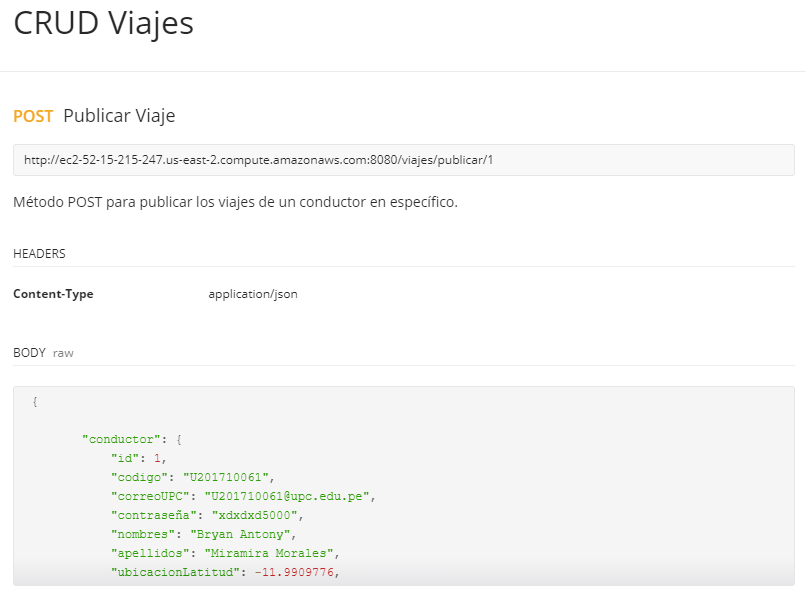 CRUD Viajes
POST Publicar Viaje
http://ec2-52-15-215-247.us-east-2.compute.amazonaws.com:8080/viajes/publicar/1
Método POST para publicar los viajes de un conductor en específico.
HEADERS
Content-Type application/json
BODY raw
{
"conductor": {
"id": 1,
"codigo": "U201710061",
"correoUPC": "U201710061@upc.edu.pe",
"contraseña": "xdxdxd5000",
"nombres": "Bryan Antony",
"apellidos": "Miramira Morales",
"ubicacionLatitud": -11.9909776,